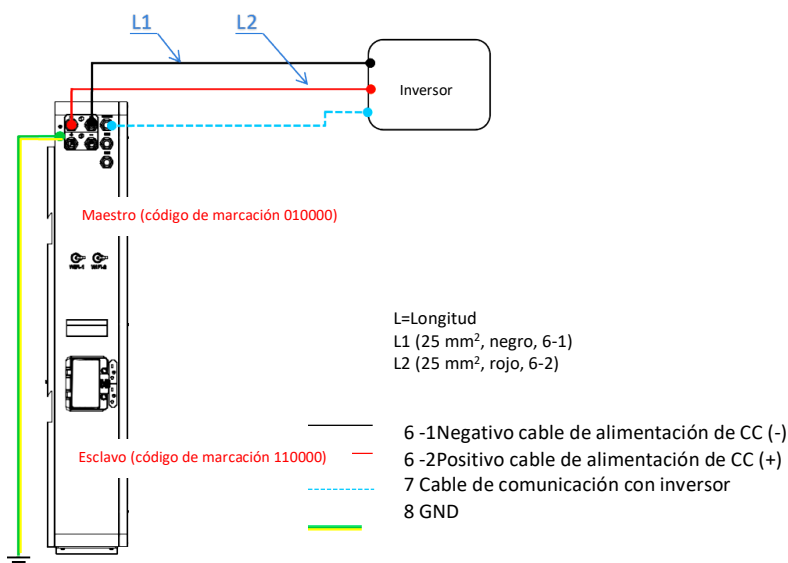 L1
L2
Inversor
Maestro (código de marcación 010000)
L=Longitud
L1 (25 mm², negro, 6-1)
L2 (25 mm², rojo, 6-2)
6 -1Negativo cable de alimentación de CC (-)
Esclavo (código de marcación 110000)
6 -2Positivo cable de alimentación de CC (+)
7 Cable de comunicación con inversor
8 GND